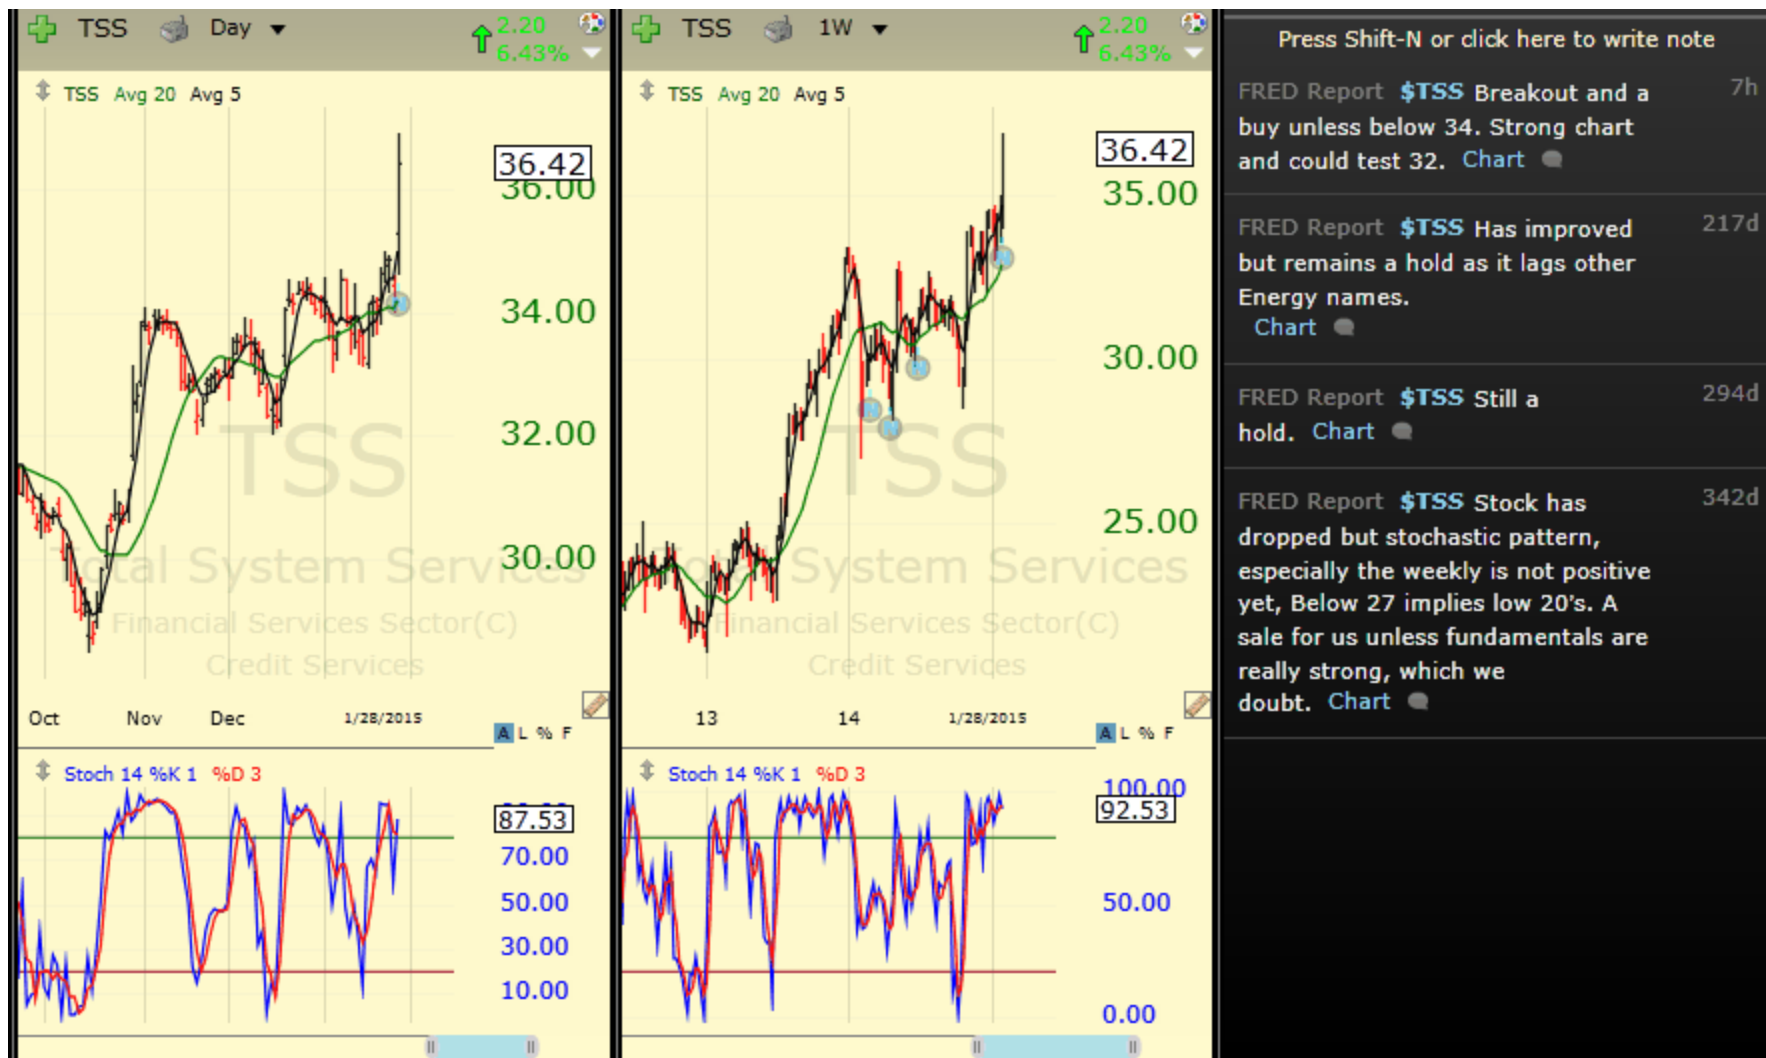 TSS Day 2.20
6.43%
TSS Avg 20 Avg 5
36.42
36.00
34.00
32.00
30.00
TSS
Total System Services
Financial Services Sector(C)
Credit Services
Oct Nov Dec 1/28/2015
A L % F
Stoch 14 %K 1 %D 3
87.53
70.00
50.00
30.00
10.00
TSS 1W 2.20
6.43%
TSS Avg 20 Avg 5
36.42
35.00
30.00
25.00
N
N
N
N
N
TSS
Total System Services
Financial Services Sector(C)
Credit Services
13 14 1/28/2015
A L % F
Stoch 14 %K 1 %D 3
100.00
92.53
50.00
0.00
Press Shift-N or click here to write note
FRED Report $TSS Breakout and a 7h
buy unless below 34. Strong chart
and could test 32. Chart
FRED Report $TSS Has improved 217d
but remains a hold as it lags other
Energy names.
Chart
FRED Report $TSS Still a 294d
hold. Chart
FRED Report $TSS Stock has 342d
dropped but stochastic pattern,
especially the weekly is not positive
yet, Below 27 implies low 20's. A
sale for us unless fundamentals are
really strong, which we
doubt. Chart